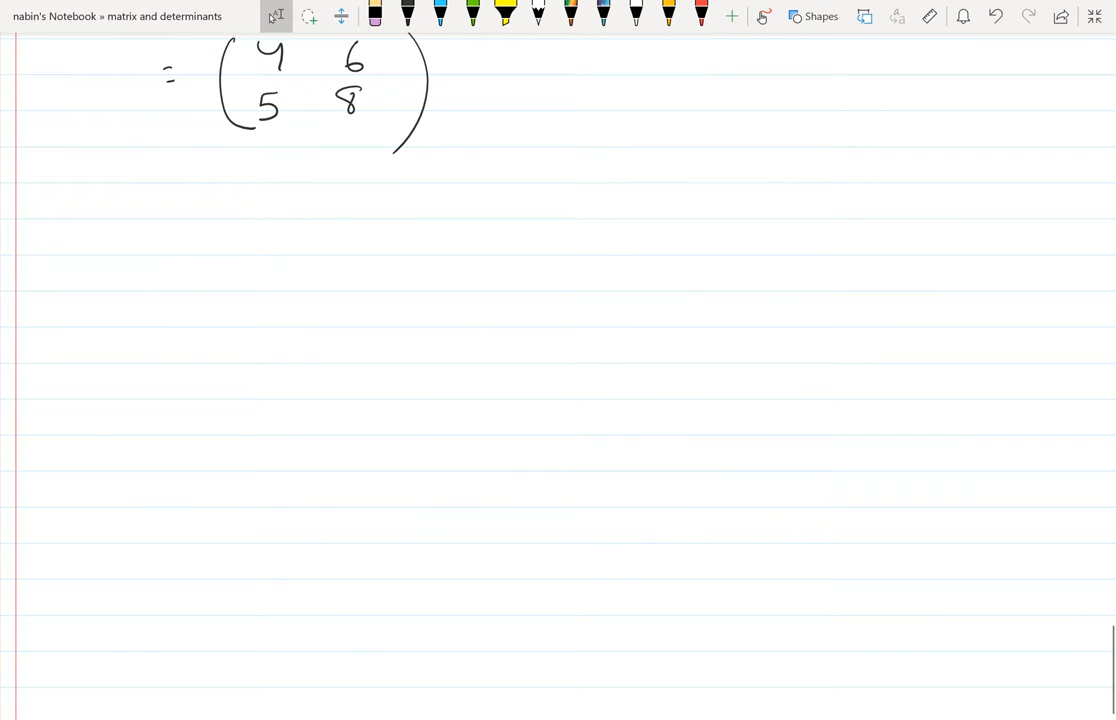 nabin's Notebook » matrix and determinants
Shapes
= ( 4 6
5 8 )